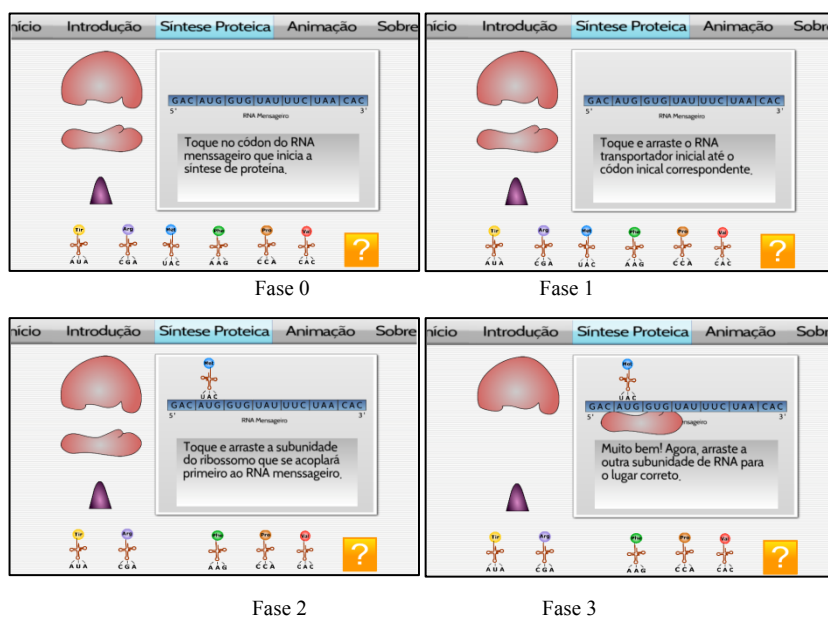 nício Introdução Síntese Proteica Animação Sobre
GAC AUG GUG UAU UUC UAA CAC
5' 3'
RNA Mensageiro
Toque no códon do RNA
menssageiro que inicia a
síntese de proteína.
Tir Arg Met Phe Pro Val
AUA CGA UAC AAG CCA CAC
?
Fase 0
nício Introdução Síntese Proteica Animação Sobr
GAC AUG GUG UAU UUC UAA CAC
5' 3'
RNA Mensageiro
Toque e arraste o RNA
transportador inicial até o
códon inical correspondente.
Tir Arg Met Phe Pro Val
AUA CGA UAC AAG CCA CAC
?
Fase 1
nício Introdução Síntese Proteica Animação Sobre
Met
UAC
GAC AUG GUG UAU UUC UAA CAC
5' 3'
RNA Mensageiro
Toque e arraste a subunidade
do ribossomo que se acoplará
primeiro ao RNA menssageiro.
Tir Arg Phe Pro Val
AUA CGA AAG CCA CAC
?
Fase 2
nício Introdução Síntese Proteica Animação Sobr
Met
UAC
GAC AUG GUG UAU UUC UAA CAC
5' 3'
nsageiro
Muito bem! Agora, arraste a
outra subunidade de RNA para
o lugar correto.
Tir Arg Phe Pro Val
AUA CGA AAG CCA CAC
?
Fase 3